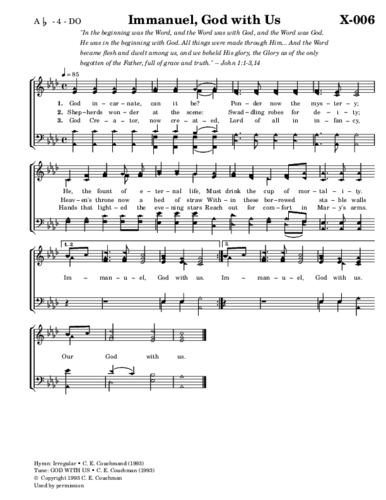 A♭ - 4 - DO
Immanuel, God with Us
X-006
"In the beginning was the Word, and the Word was with God, and the Word was God.
He was in the beginning with God. All things were made through Him... And the Word
became flesh and dwelt among us, and we beheld His glory, the Glory as of the only
begotten of the Father, full of grace and truth." -- John 1:1-3,14
♩ = 85
1. God in – car – nate, can it be? Pon – der now the mys – ter – y;
2. Shep–herds won – der at the scene: Swad – dling robes for de – i – ty;
3. God Cre – a – tor, now cre – at – ed, Lord of all in in – fan – cy,
He, the fount of e – ter – nal life, Must drink the cup of mor – tal – i – ty.
Heav–en's throne now a bed of straw With – in these bor – rowed sta – ble walls
Hands that light – ed the eve – ning stars Reach for com – fort in Mar – y's arms.
1. 2.
3.
Im – man – u – el, God with us. Im – man – u – el, God with us.
Our God with us.
Hymn: Irregular • C. E. Couchmand (1993)
Tune: GOD WITH US • C. E. Couchman (1993)
© Copyright 1993 C. E. Couchman
Used by permission